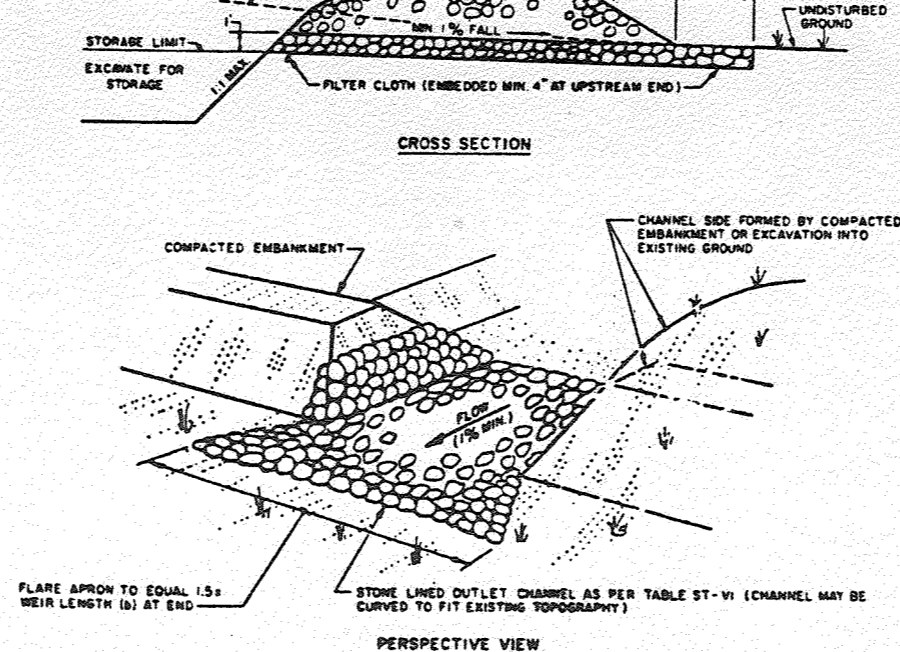 UNDISTURBED
GROUND
1'
MIN 1% FALL
STORAGE LIMIT
EXCAVATE FOR
STORAGE
1:1 MAX
FILTER CLOTH (EMBEDDED MIN. 4" AT UPSTREAM END)
CROSS SECTION
CHANNEL SIDE FORMED BY COMPACTED
EMBANKMENT OR EXCAVATION INTO
EXISTING GROUND
COMPACTED EMBANKMENT
FLOW
(1% MIN.)
FLARE APRON TO EQUAL 1.5x
WEIR LENGTH (b) AT END
STONE LINED OUTLET CHANNEL AS PER TABLE ST-VI (CHANNEL MAY BE
CURVED TO FIT EXISTING TOPOGRAPHY)
PERSPECTIVE VIEW